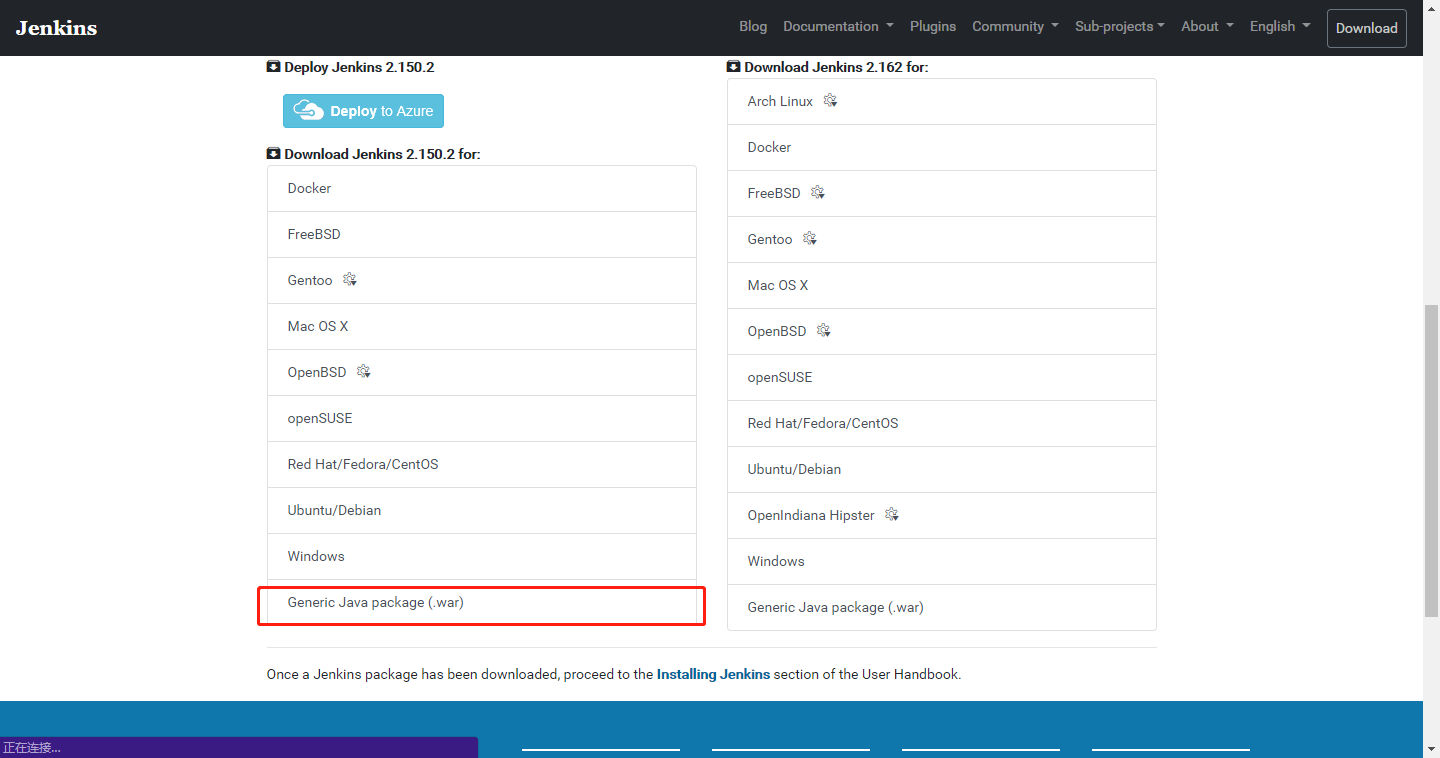 Jenkins
Blog Documentation Plugins Community Sub-projects About English Download
Deploy Jenkins 2.150.2
Deploy to Azure
Download Jenkins 2.150.2 for:
Docker
FreeBSD
Gentoo
Mac OS X
OpenBSD
openSUSE
Red Hat/Fedora/CentOS
Ubuntu/Debian
Windows
Generic Java package (.war)
Download Jenkins 2.162 for:
Arch Linux
Docker
FreeBSD
Gentoo
Mac OS X
OpenBSD
openSUSE
Red Hat/Fedora/CentOS
Ubuntu/Debian
OpenIndiana Hipster
Windows
Generic Java package (.war)
Once a Jenkins package has been downloaded, proceed to the Installing Jenkins section of the User Handbook.
正在连接...